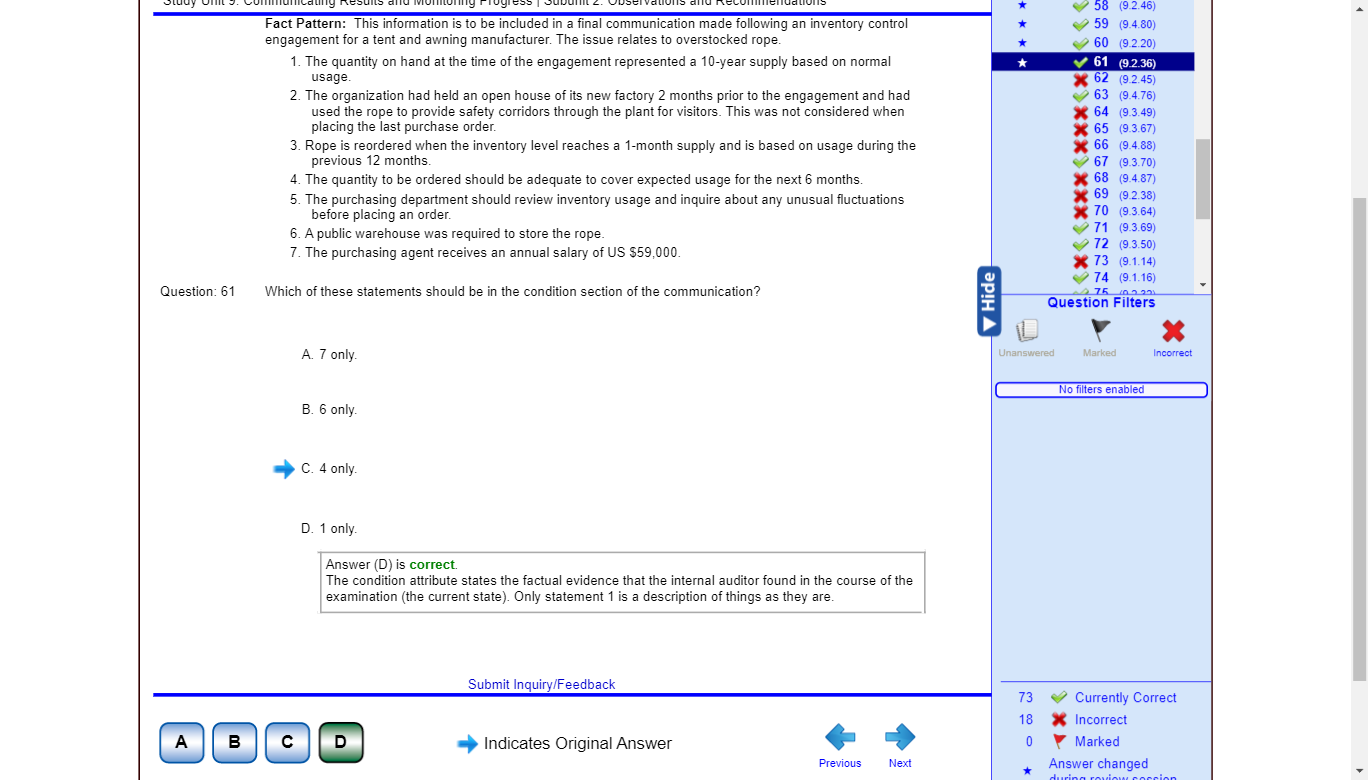 Study Unit 9: Communicating Results and Monitoring Progress | Subunit 2: Observations and Recommendations
Fact Pattern: This information is to be included in a final communication made following an inventory control
engagement for a tent and awning manufacturer. The issue relates to overstocked rope.
1. The quantity on hand at the time of the engagement represented a 10-year supply based on normal
usage.
2. The organization had held an open house of its new factory 2 months prior to the engagement and had
used the rope to provide safety corridors through the plant for visitors. This was not considered when
placing the last purchase order.
3. Rope is reordered when the inventory level reaches a 1-month supply and is based on usage during the
previous 12 months.
4. The quantity to be ordered should be adequate to cover expected usage for the next 6 months.
5. The purchasing department should review inventory usage and inquire about any unusual fluctuations
before placing an order.
6. A public warehouse was required to store the rope.
7. The purchasing agent receives an annual salary of US $59,000.
Question: 61 Which of these statements should be in the condition section of the communication?
A. 7 only.
B. 6 only.
C. 4 only.
D. 1 only.
Answer (D) is correct.
The condition attribute states the factual evidence that the internal auditor found in the course of the
examination (the current state). Only statement 1 is a description of things as they are.
Submit Inquiry/Feedback
A B C D
Indicates Original Answer
Previous Next
58 (9.2.46)
59 (9.4.80)
60 (9.2.20)
61 (9.2.36)
62 (9.2.45)
63 (9.4.76)
64 (9.3.49)
65 (9.3.67)
66 (9.4.88)
67 (9.3.70)
68 (9.4.87)
69 (9.2.38)
70 (9.3.64)
71 (9.3.69)
72 (9.3.50)
73 (9.1.14)
74 (9.1.16)
75 (9.2.32)
Hide
Question Filters
Unanswered Marked Incorrect
No filters enabled
73 Currently Correct
18 Incorrect
0 Marked
Answer changed
during review session